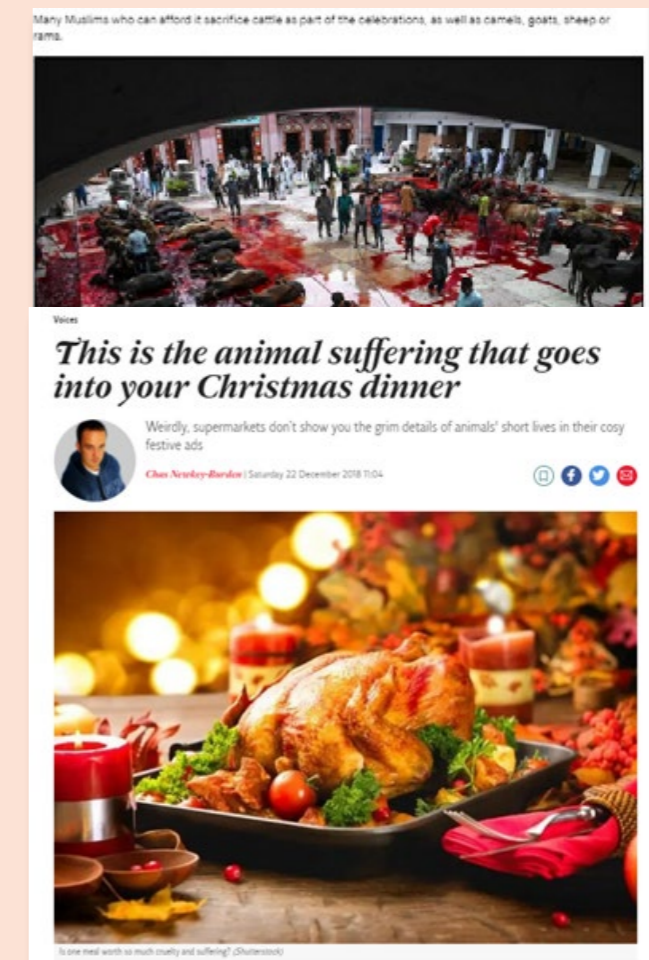 Many Muslims who can afford it sacrifice cattle as part of the celebrations, as well as camels, goats, sheep or
rams.
Voices
This is the animal suffering that goes
into your Christmas dinner
Weirdly, supermarkets don't show you the grim details of animals' short lives in their cosy
festive ads
Chas Newkey-Burden | Saturday 22 December 2018 11:04
Is one meal worth so much cruelty and suffering? (Shutterstock)